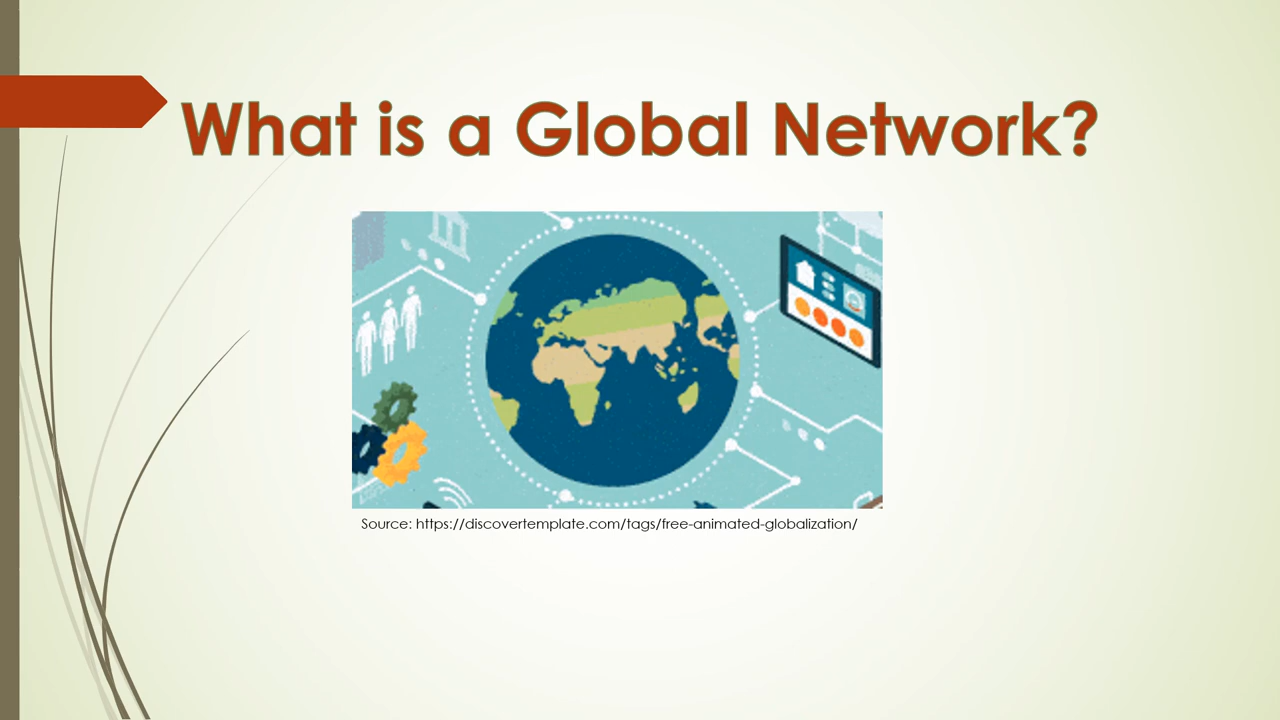 What is a Global Network?
Source: https://discovertemplate.com/tags/free-animated-globalization/